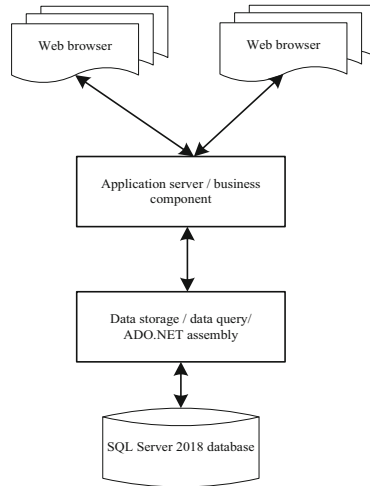 Web browser
Web browser
Application server / business
component
Data storage / data query/
ADO.NET assembly
SQL Server 2018 database